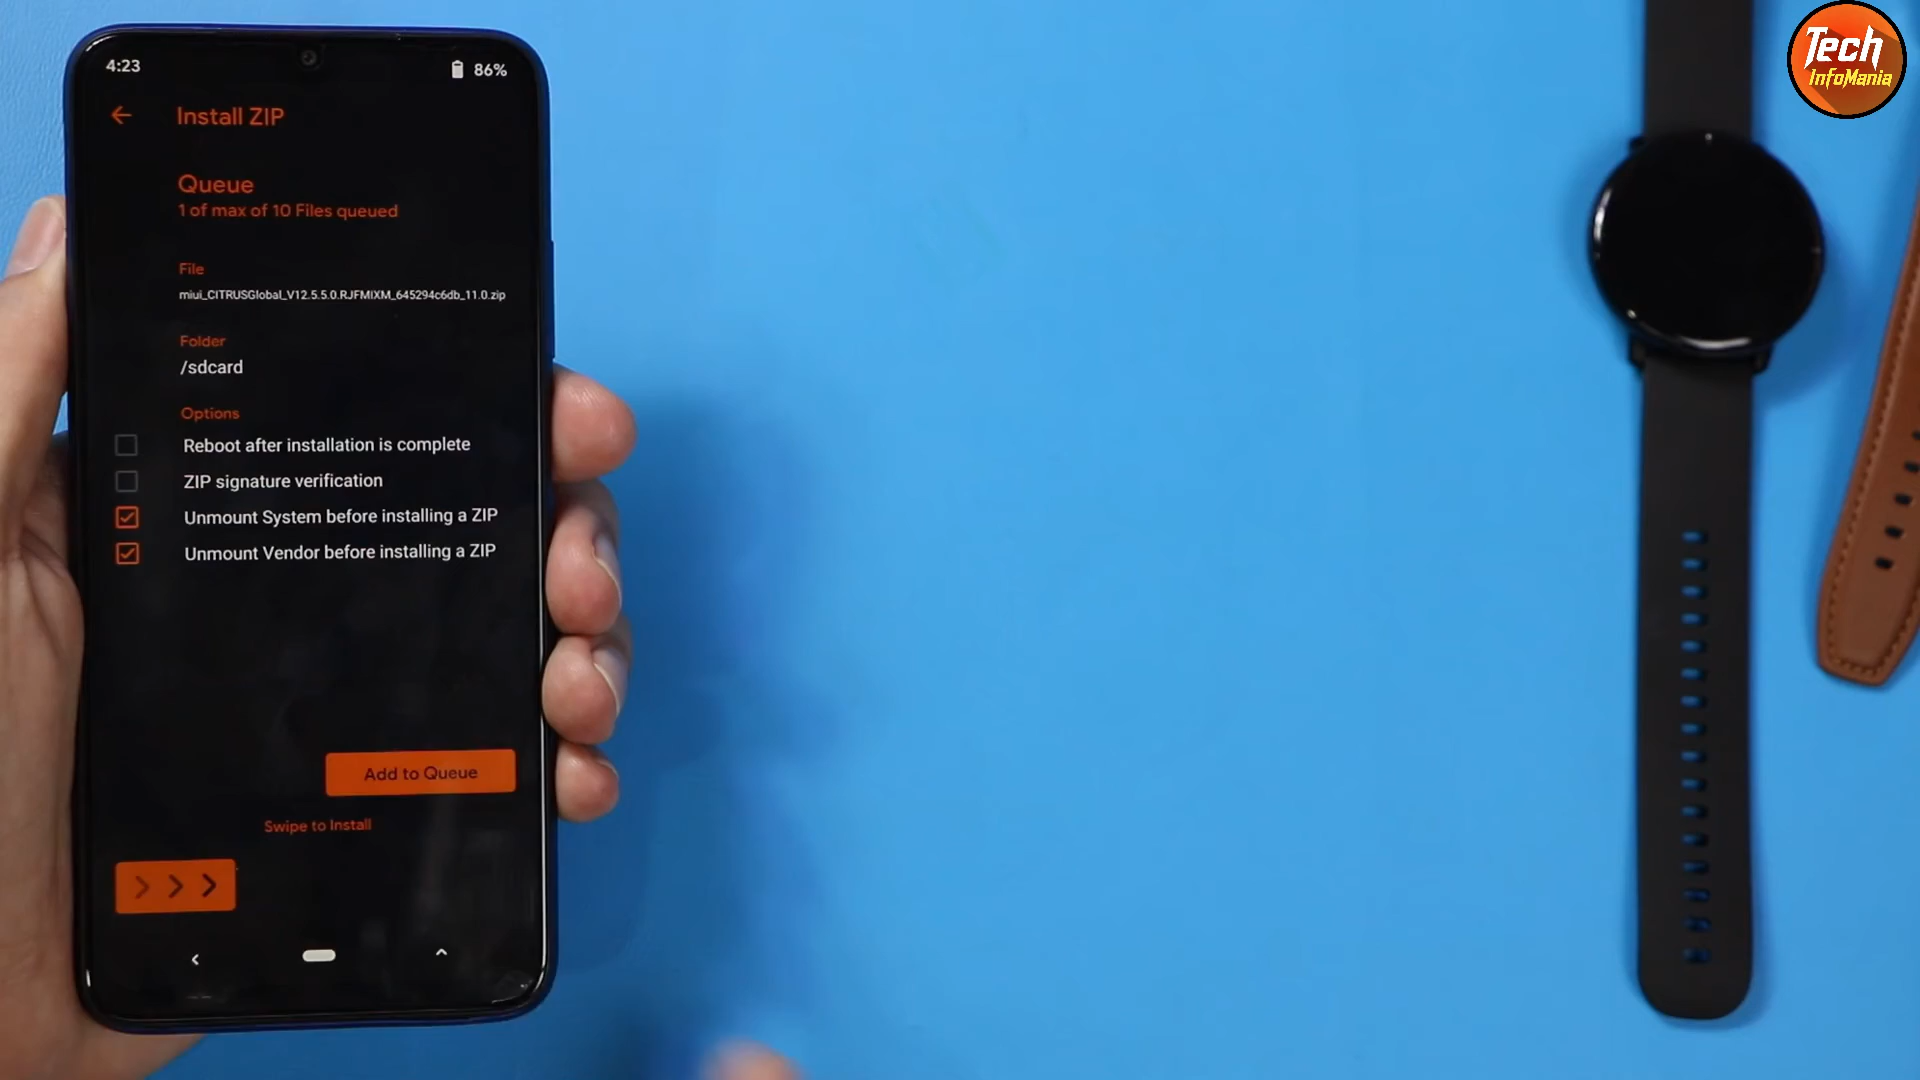 4:23
86%
Install ZIP
Queue
1 of max of 10 Files queued
File
miui_CITRUSGlobal_V12.5.5.0.RJFMIXM_645294c6db_11.0.zip
Folder
/sdcard
Options
Reboot after installation is complete
ZIP signature verification
Unmount System before installing a ZIP
Unmount Vendor before installing a ZIP
Add to Queue
Swipe to Install
Tech
InfoMania